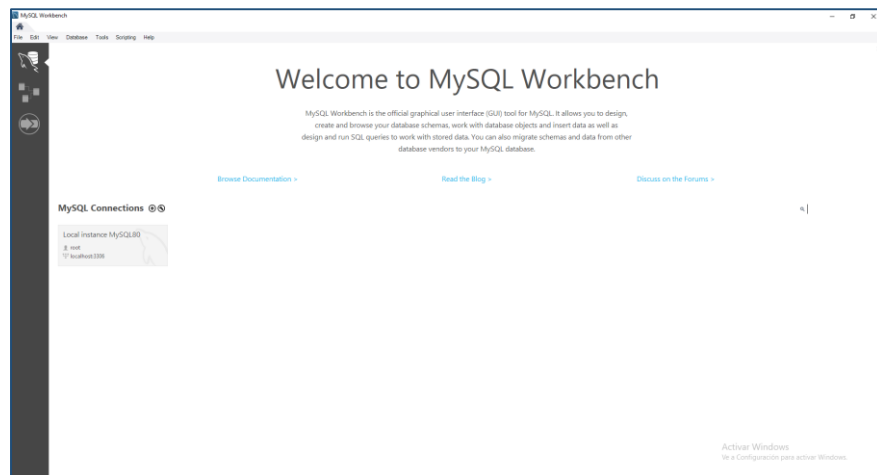 MySQL Workbench
File Edit View Database Tools Scripting Help
Welcome to MySQL Workbench
MySQL Workbench is the official graphical user interface (GUI) tool for MySQL. It allows you to design,
create and browse your database schemas, work with database objects and insert data as well as
design and run SQL queries to work with stored data. You can also migrate schemas and data from other
database vendors to your MySQL database.
Browse Documentation >
Read the Blog >
Discuss on the Forums >
MySQL Connections
Local instance MySQL80
root
localhost:3306
Activar Windows
Ve a Configuración para activar Windows.